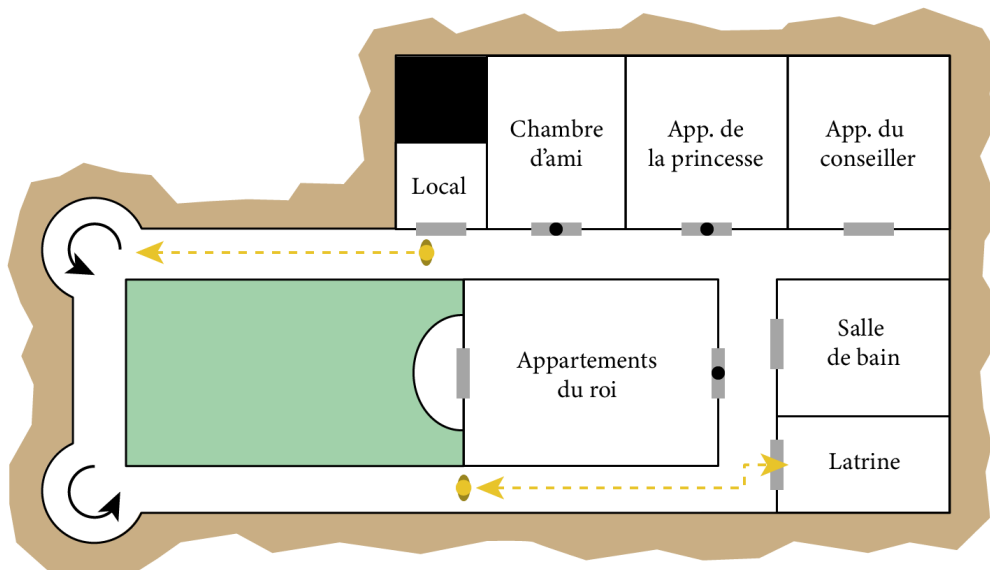 Chambre
d’ami
App. de
la princesse
App. du
conseiller
Local
Appartements
du roi
Salle
de bain
Latrine